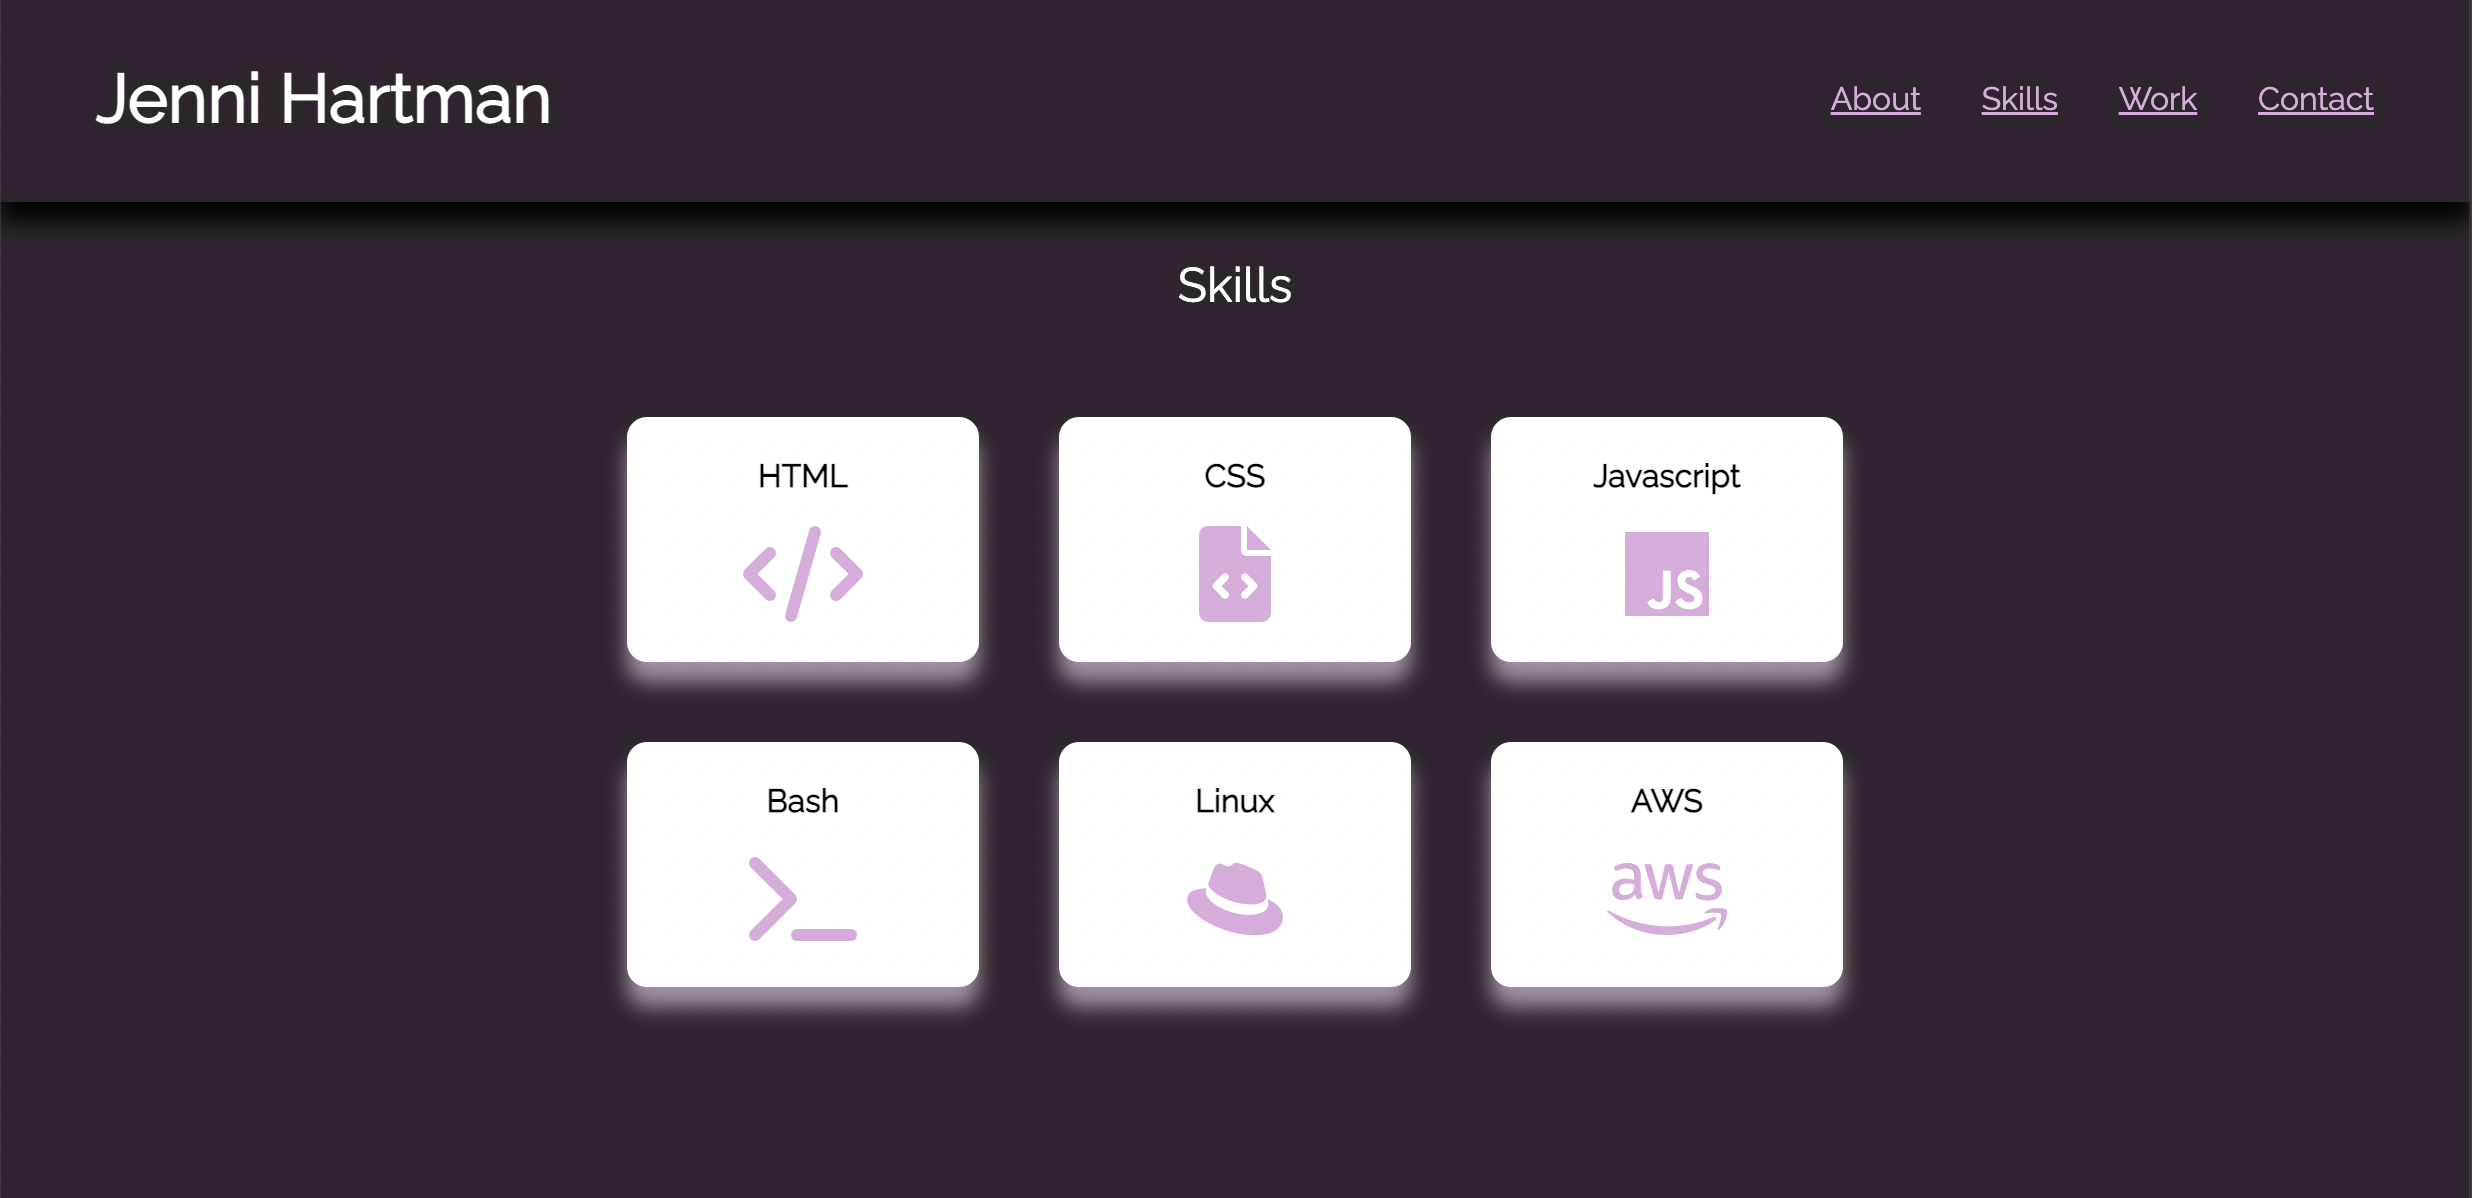 Jenni Hartman
About Skills Work Contact
Skills
HTML CSS Javascript
JS
Bash Linux AWS
aws